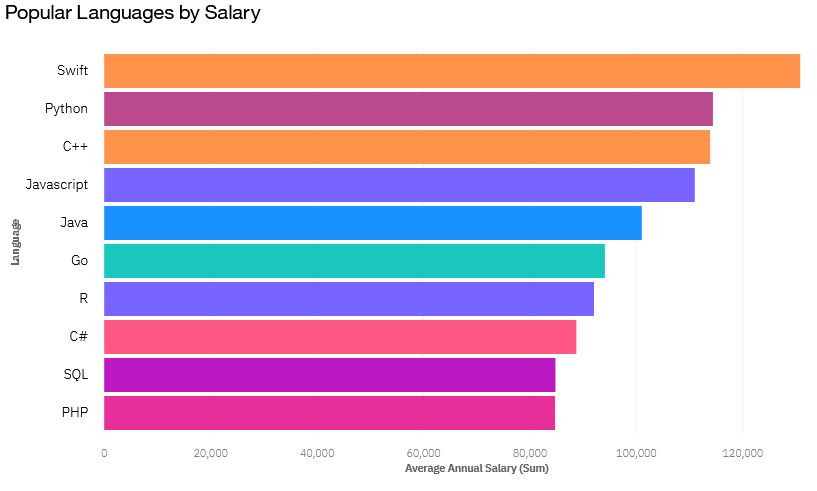 Popular Languages by Salary
Swift
Python
C++
Javascript
Java
Go
R
C#
SQL
PHP
Language
0 20,000 40,000 60,000 80,000 100,000 120,000
Average Annual Salary (Sum)